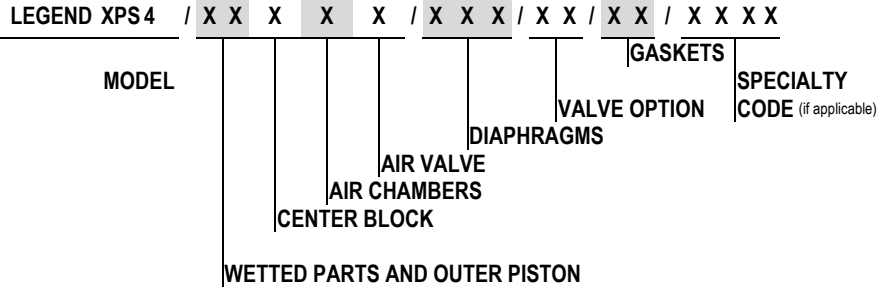 LEGEND XPS 4 / X X X X X / X X X / X X / X X / X X X X
GASKETS
MODEL SPECIALTY
VALVE OPTION CODE (if applicable)
DIAPHRAGMS
AIR VALVE
AIR CHAMBERS
CENTER BLOCK
WETTED PARTS AND OUTER PISTON